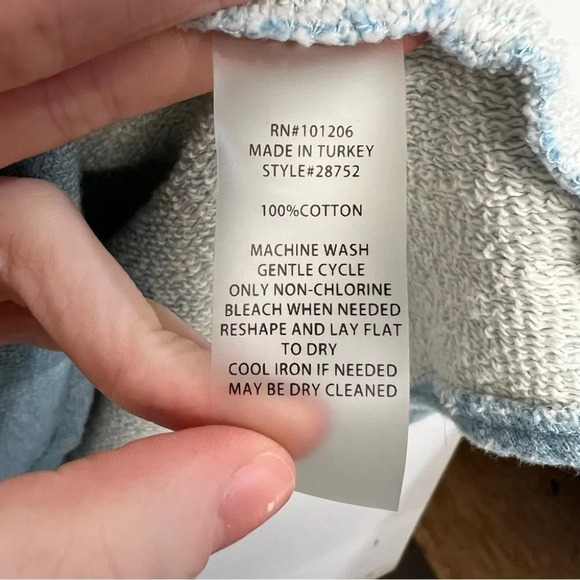 RN#101206
MADE IN TURKEY
STYLE#28752
100%COTTON
MACHINE WASH
GENTLE CYCLE
ONLY NON-CHLORINE
BLEACH WHEN NEEDED
RESHAPE AND LAY FLAT
TO DRY
COOL IRON IF NEEDED
MAY BE DRY CLEANED